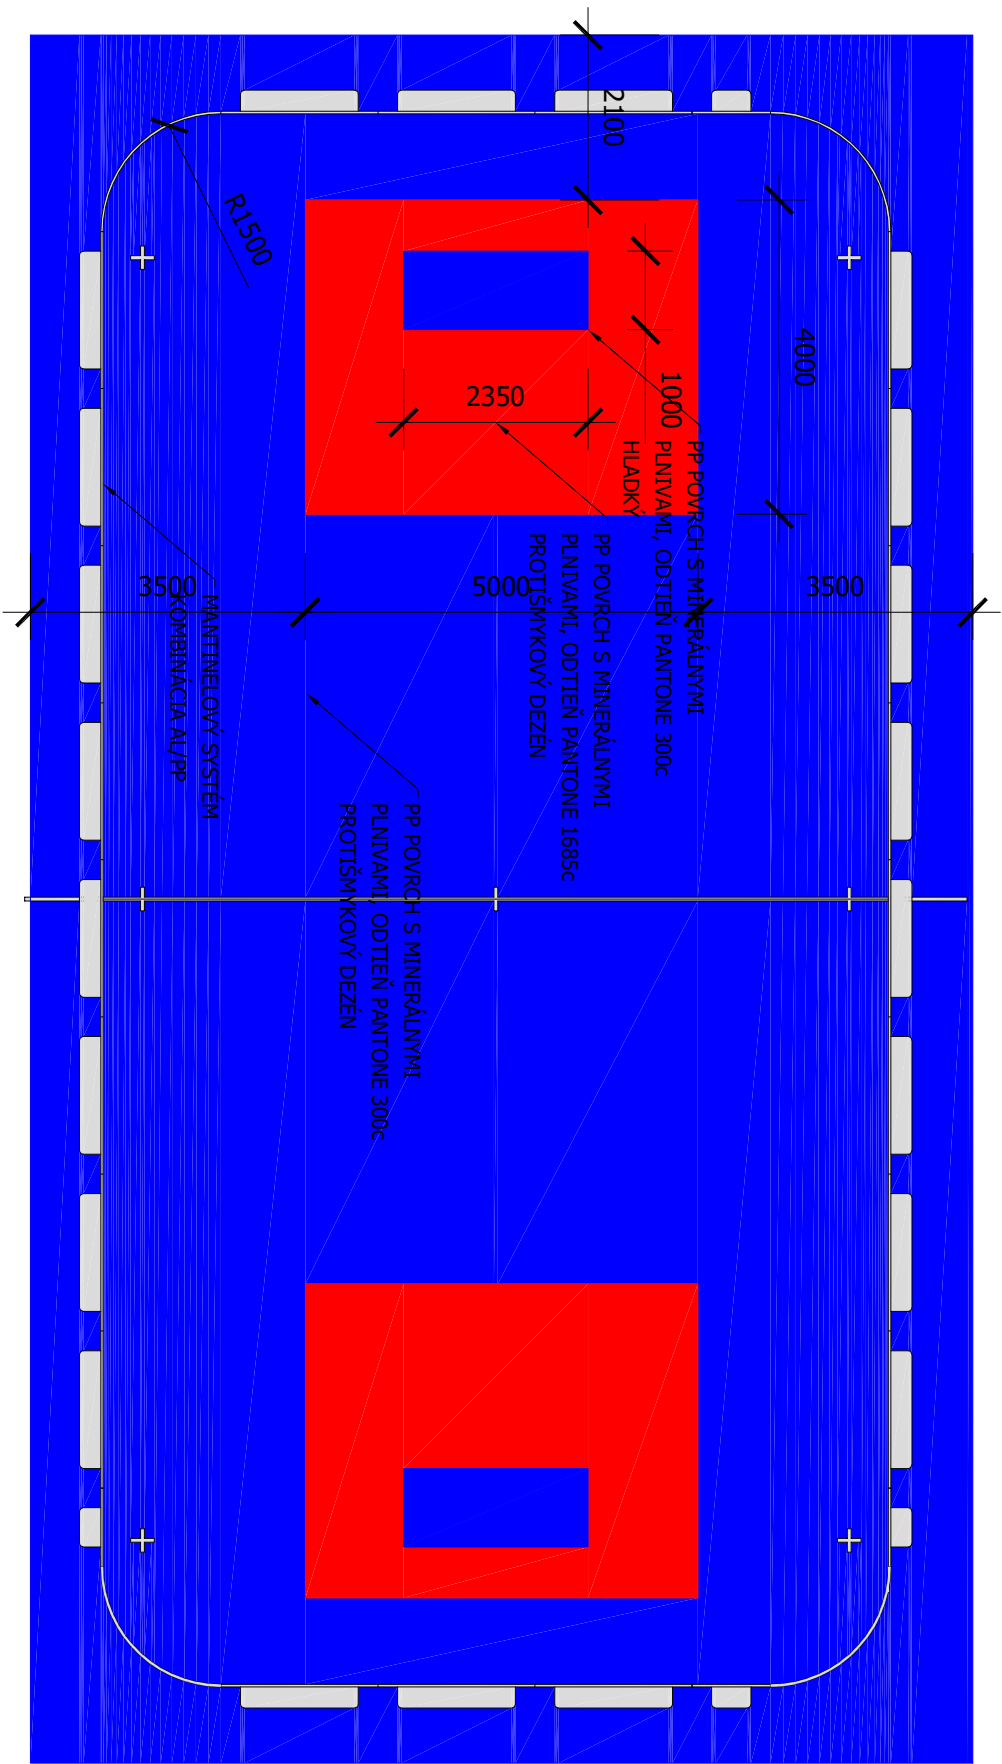 2100
R1500
4000
1000
2350
PP POVRCH S MINERÁLNYMI
PLNIVAMI, ODTIEŇ PANTONE 300c
HLADKÝ
PP POVRCH S MINERÁLNYMI
PLNIVAMI, ODTIEŇ PANTONE 1685c
PROTIŠMYKOVÝ DEZÉN
3500
5000
3500
MANTINELOVÝ SYSTÉM
KOMBINÁCIA AL/PP
PP POVRCH S MINERÁLNYMI
PLNIVAMI, ODTIEŇ PANTONE 300c
PROTIŠMYKOVÝ DEZÉN